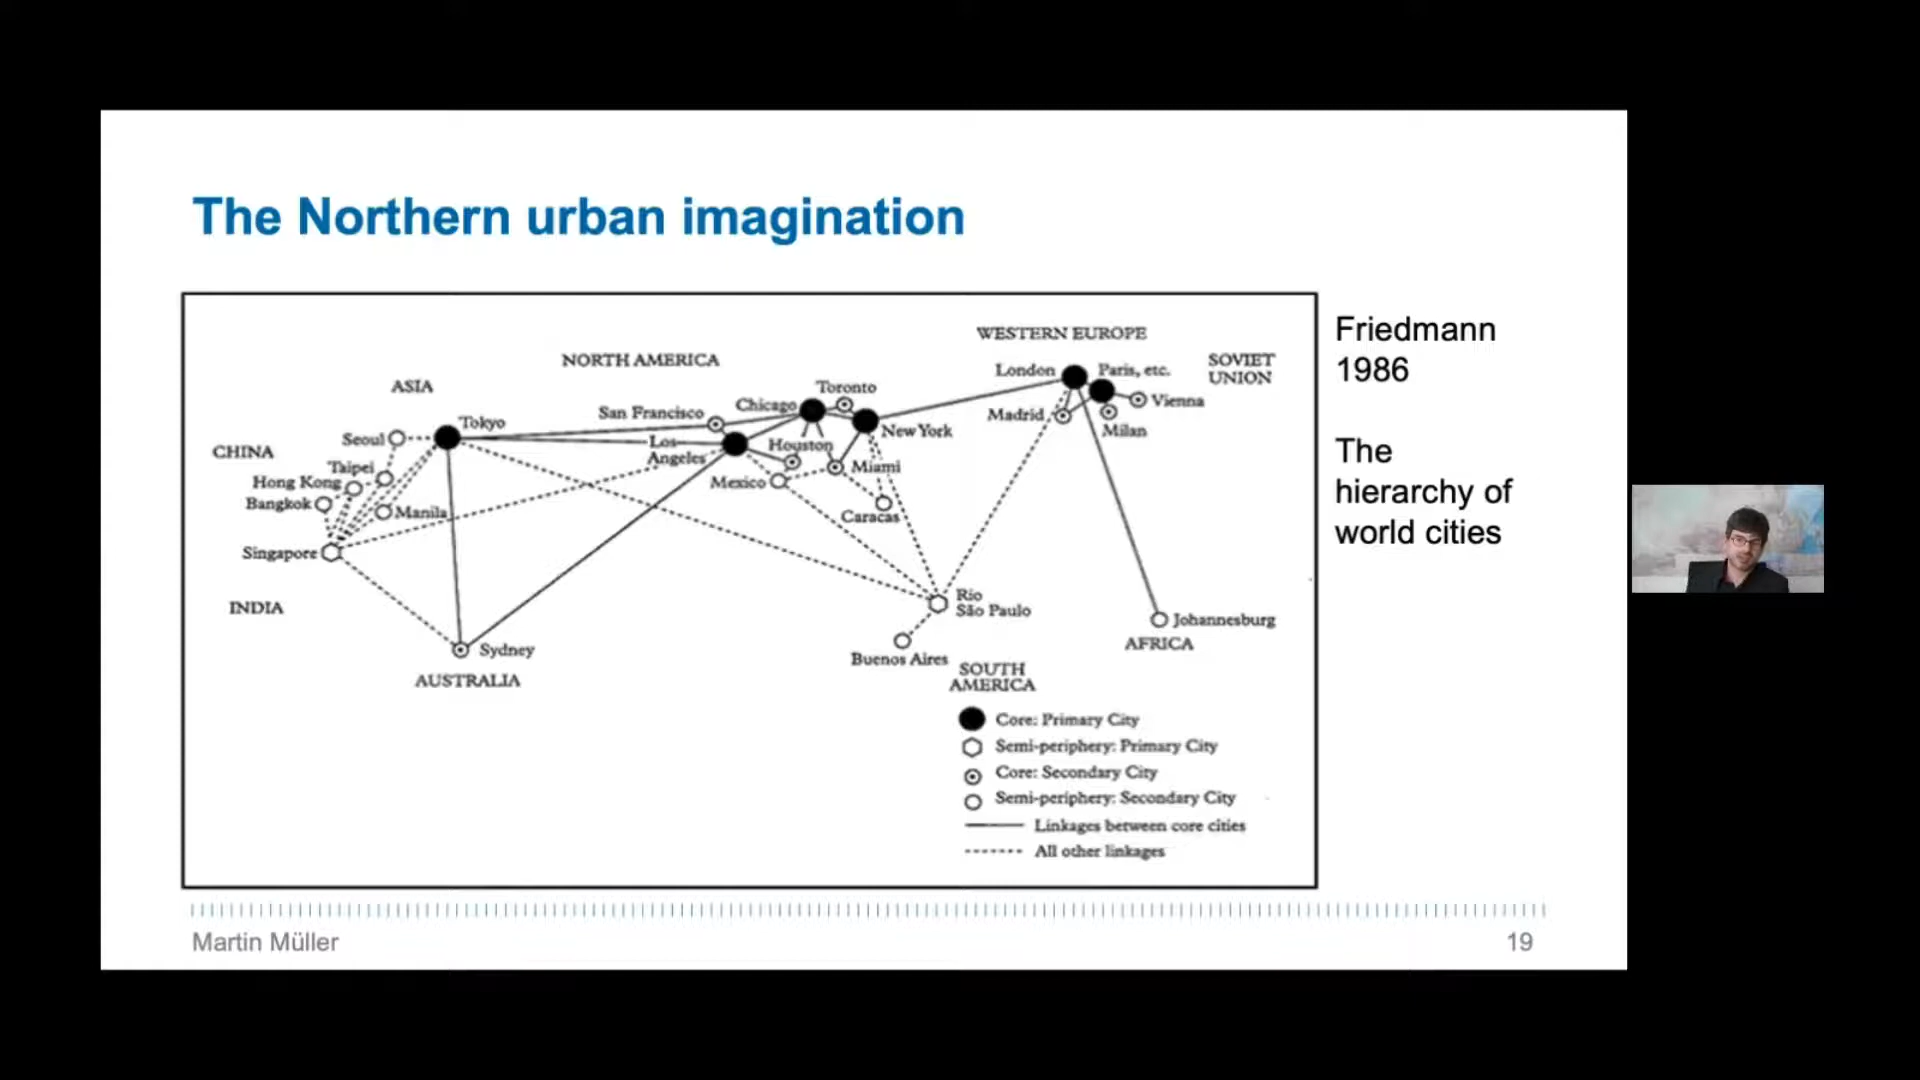 The Northern urban imagination
WESTERN EUROPE
NORTH AMERICA
SOVIET
UNION
ASIA
London
Paris, etc.
Toronto
Chicago
San Francisco
Madrid
Vienna
Tokyo
New York
Milan
Seoul
Los
Angeles
Houston
CHINA
Taipei
Miami
Hong Kong
Mexico
Bangkok
Manila
Caracas
Singapore
INDIA
Rio
São Paulo
Johannesburg
AFRICA
Sydney
Buenos Aires
AUSTRALIA
SOUTH
AMERICA
Core: Primary City
Semi-periphery: Primary City
Core: Secondary City
Semi-periphery: Secondary City
Linkages between core cities
All other linkages
Friedmann
1986
The
hierarchy of
world cities
Martin Müller
19